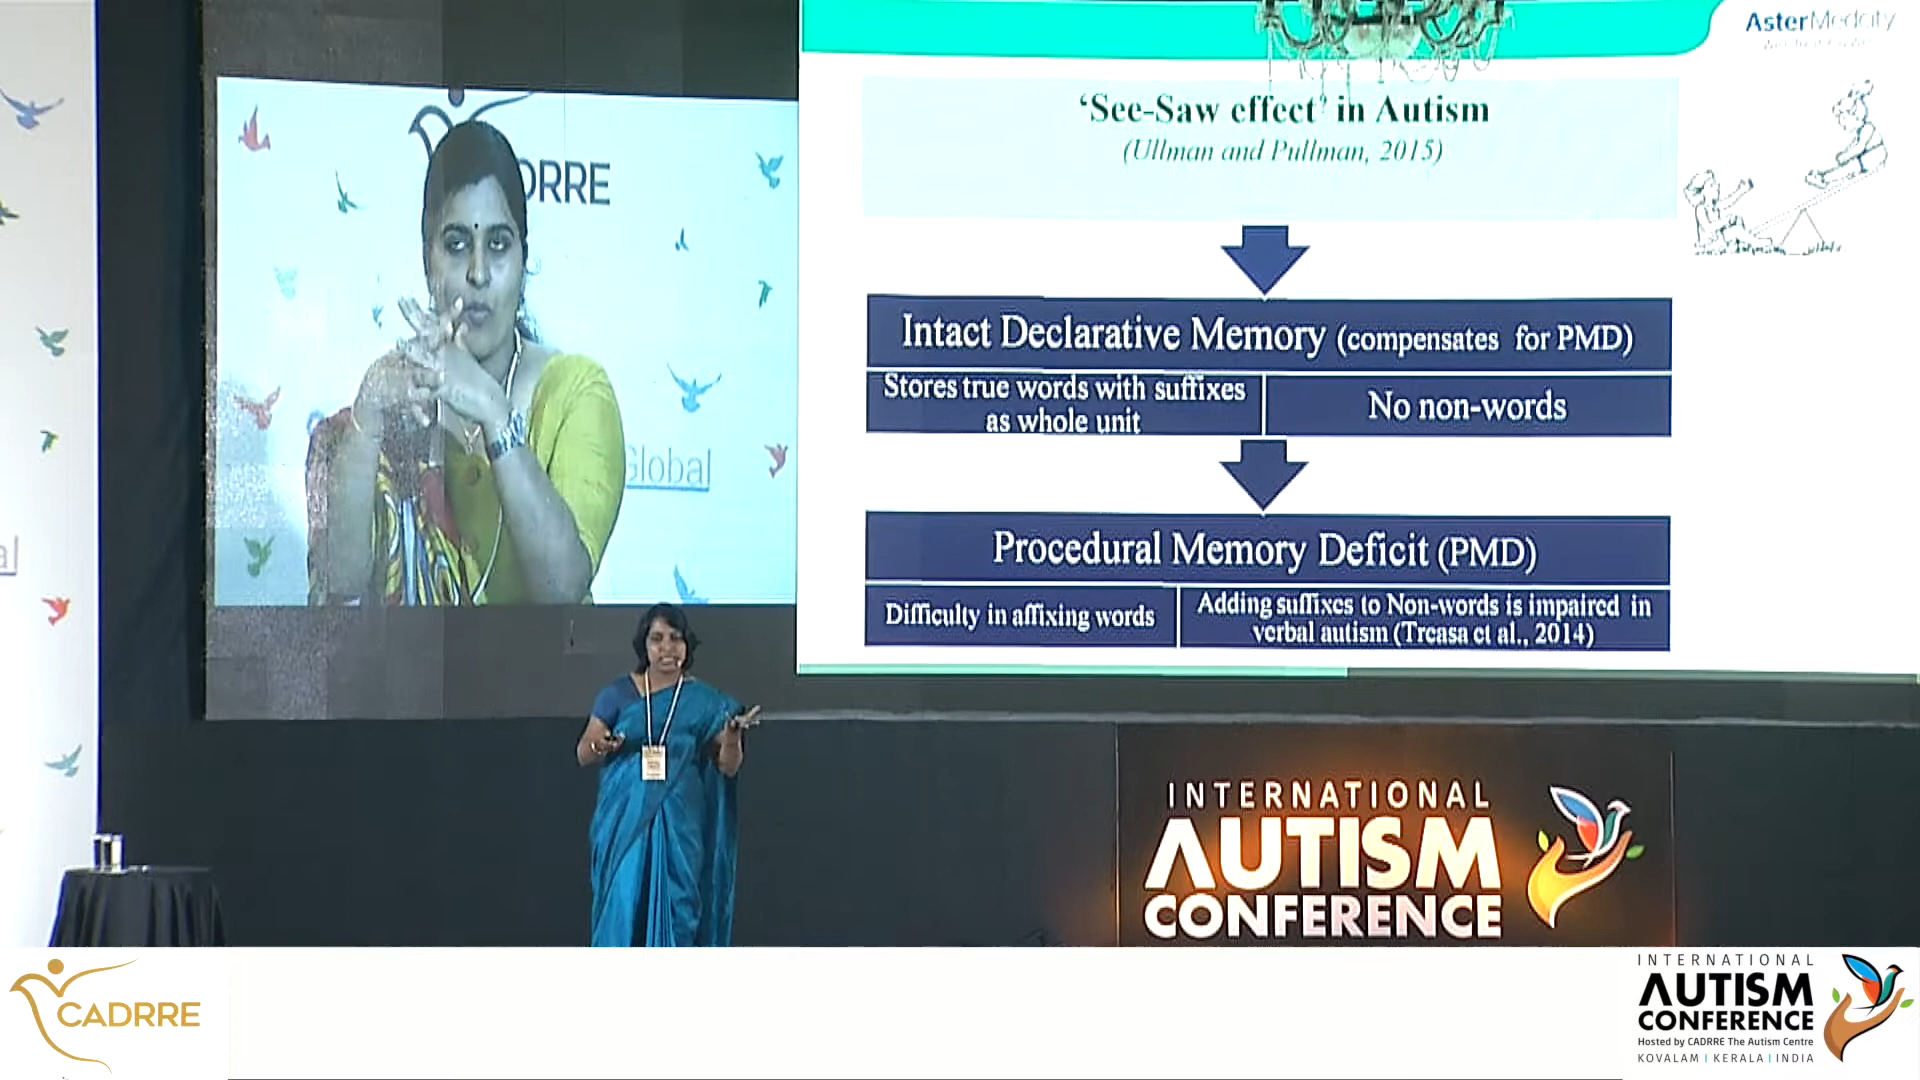 AsterMedcity
‘See-Saw effect’ in Autism
(Ullman and Pullman, 2015)
Intact Declarative Memory (compensates for PMD)
Stores true words with suffixes
as whole unit
No non-words
Procedural Memory Deficit (PMD)
Difficulty in affixing words
Adding suffixes to Non-words is impaired in
verbal autism (Treasa et al., 2014)
DRRE
Global
al
INTERNATIONAL
AUTISM
CONFERENCE
CADRRE
INTERNATIONAL
AUTISM
CONFERENCE
Hosted by CADRRE The Autism Centre
KOVALAM | KERALA | INDIA